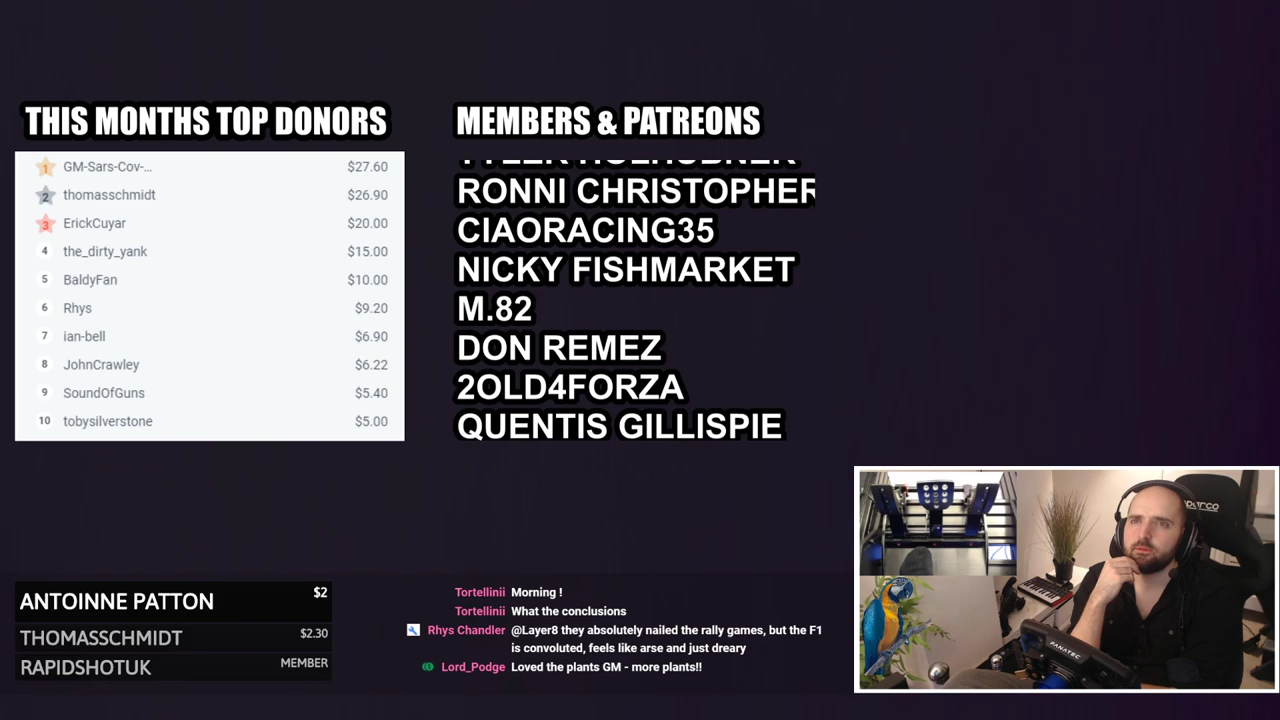 THIS MONTHS TOP DONORS
1 GM-Sars-Cov-... $27.60
2 thomasschmidt $26.90
3 ErickCuyar $20.00
4 the_dirty_yank $15.00
5 BaldyFan $10.00
6 Rhys $9.20
7 ian-bell $6.90
8 JohnCrawley $6.22
9 SoundOfGuns $5.40
10 tobysilverstone $5.00
MEMBERS & PATREONS
RONNI CHRISTOPHER
CIAORACING35
NICKY FISHMARKET
M.82
DON REMEZ
2OLD4FORZA
QUENTIS GILLISPIE
ANTOINNE PATTON $2
THOMASSCHMIDT $2.30
RAPIDSHOTUK MEMBER
Tortellinii Morning !
Tortellinii What the conclusions
Rhys Chandler @Layer8 they absolutely nailed the rally games, but the F1
is convoluted, feels like arse and just dreary
Lord_Podge Loved the plants GM - more plants!!
FANATEC